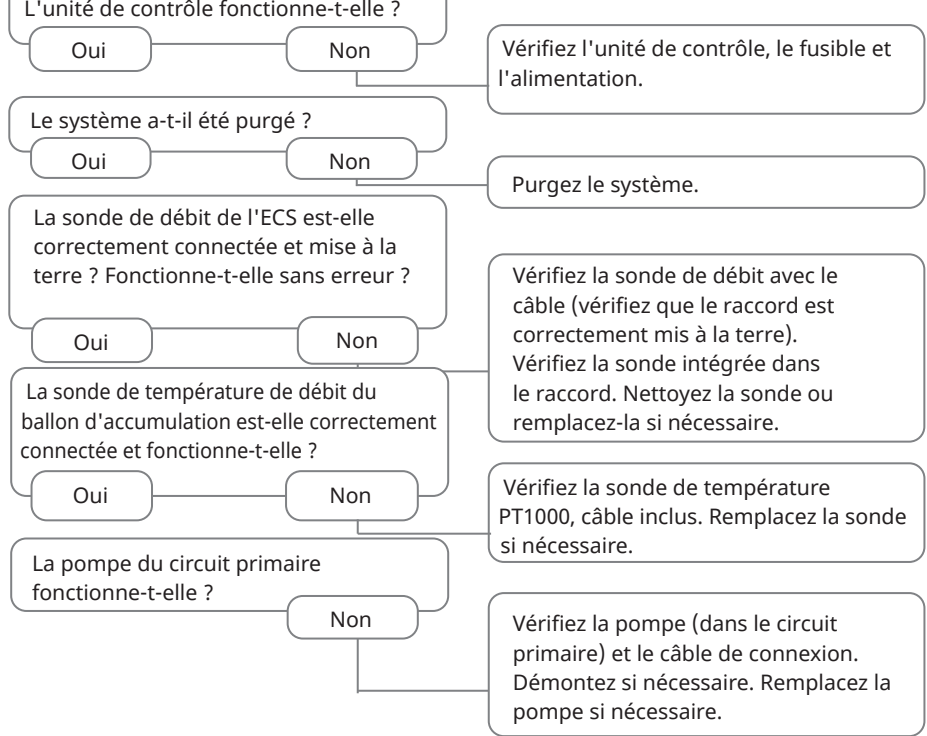 L'unité de contrôle fonctionne-t-elle ?
Oui
Non
Vérifiez l'unité de contrôle, le fusible et
l'alimentation.
Le système a-t-il été purgé ?
Oui
Non
Purgez le système.
La sonde de débit de l'ECS est-elle
correctement connectée et mise à la
terre ? Fonctionne-t-elle sans erreur ?
Oui
Non
Vérifiez la sonde de débit avec le
câble (vérifiez que le raccord est
correctement mis à la terre).
Vérifiez la sonde intégrée dans
le raccord. Nettoyez la sonde ou
remplacez-la si nécessaire.
La sonde de température de débit du
ballon d'accumulation est-elle correctement
connectée et fonctionne-t-elle ?
Oui
Non
Vérifiez la sonde de température
PT1000, câble inclus. Remplacez la sonde
si nécessaire.
La pompe du circuit primaire
fonctionne-t-elle ?
Non
Vérifiez la pompe (dans le circuit
primaire) et le câble de connexion.
Démontez si nécessaire. Remplacez la
pompe si nécessaire.